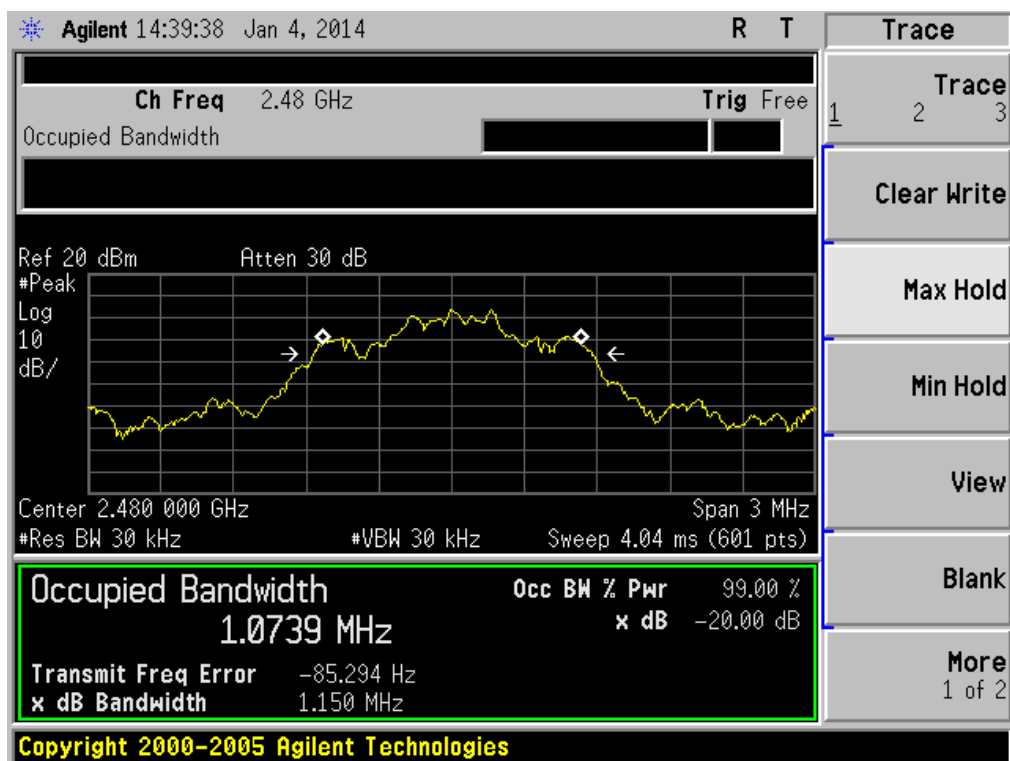 Agilent 14:39:38 Jan 4, 2014 R T
Trace
Ch Freq 2.48 GHz Trig Free
Occupied Bandwidth
Trace
1 2 3
Clear Write
Max Hold
Min Hold
View
Blank
More
1 of 2
Ref 20 dBm Atten 30 dB
#Peak
Log
10
dB/
Center 2.480 000 GHz Span 3 MHz
#Res BW 30 kHz #VBW 30 kHz Sweep 4.04 ms (601 pts)
Occupied Bandwidth
1.0739 MHz
Occ BW % Pwr 99.00 %
x dB -20.00 dB
Transmit Freq Error -85.294 Hz
x dB Bandwidth 1.150 MHz
Copyright 2000-2005 Agilent Technologies